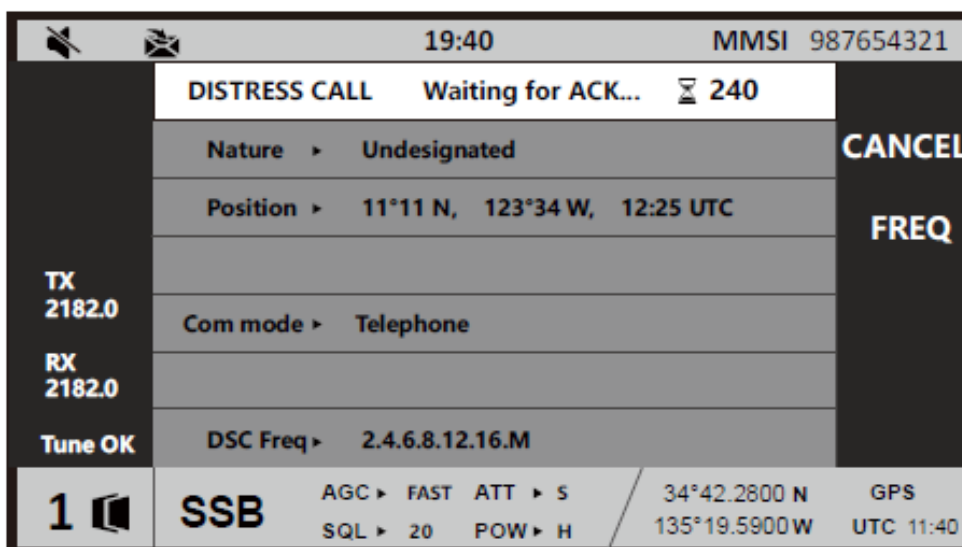 19:40 MMSI 987654321
DISTRESS CALL Waiting for ACK... 240
Nature ▸ Undesignated
CANCEL
Position ▸ 11°11 N, 123°34 W, 12:25 UTC
FREQ
TX
2182.0
Com mode ▸ Telephone
RX
2182.0
Tune OK
DSC Freq ▸ 2.4.6.8.12.16.M
1 SSB
AGC ▸ FAST ATT ▸ S
SQL ▸ 20 POW ▸ H
34°42.2800 N
135°19.5900 W
GPS
UTC 11:40